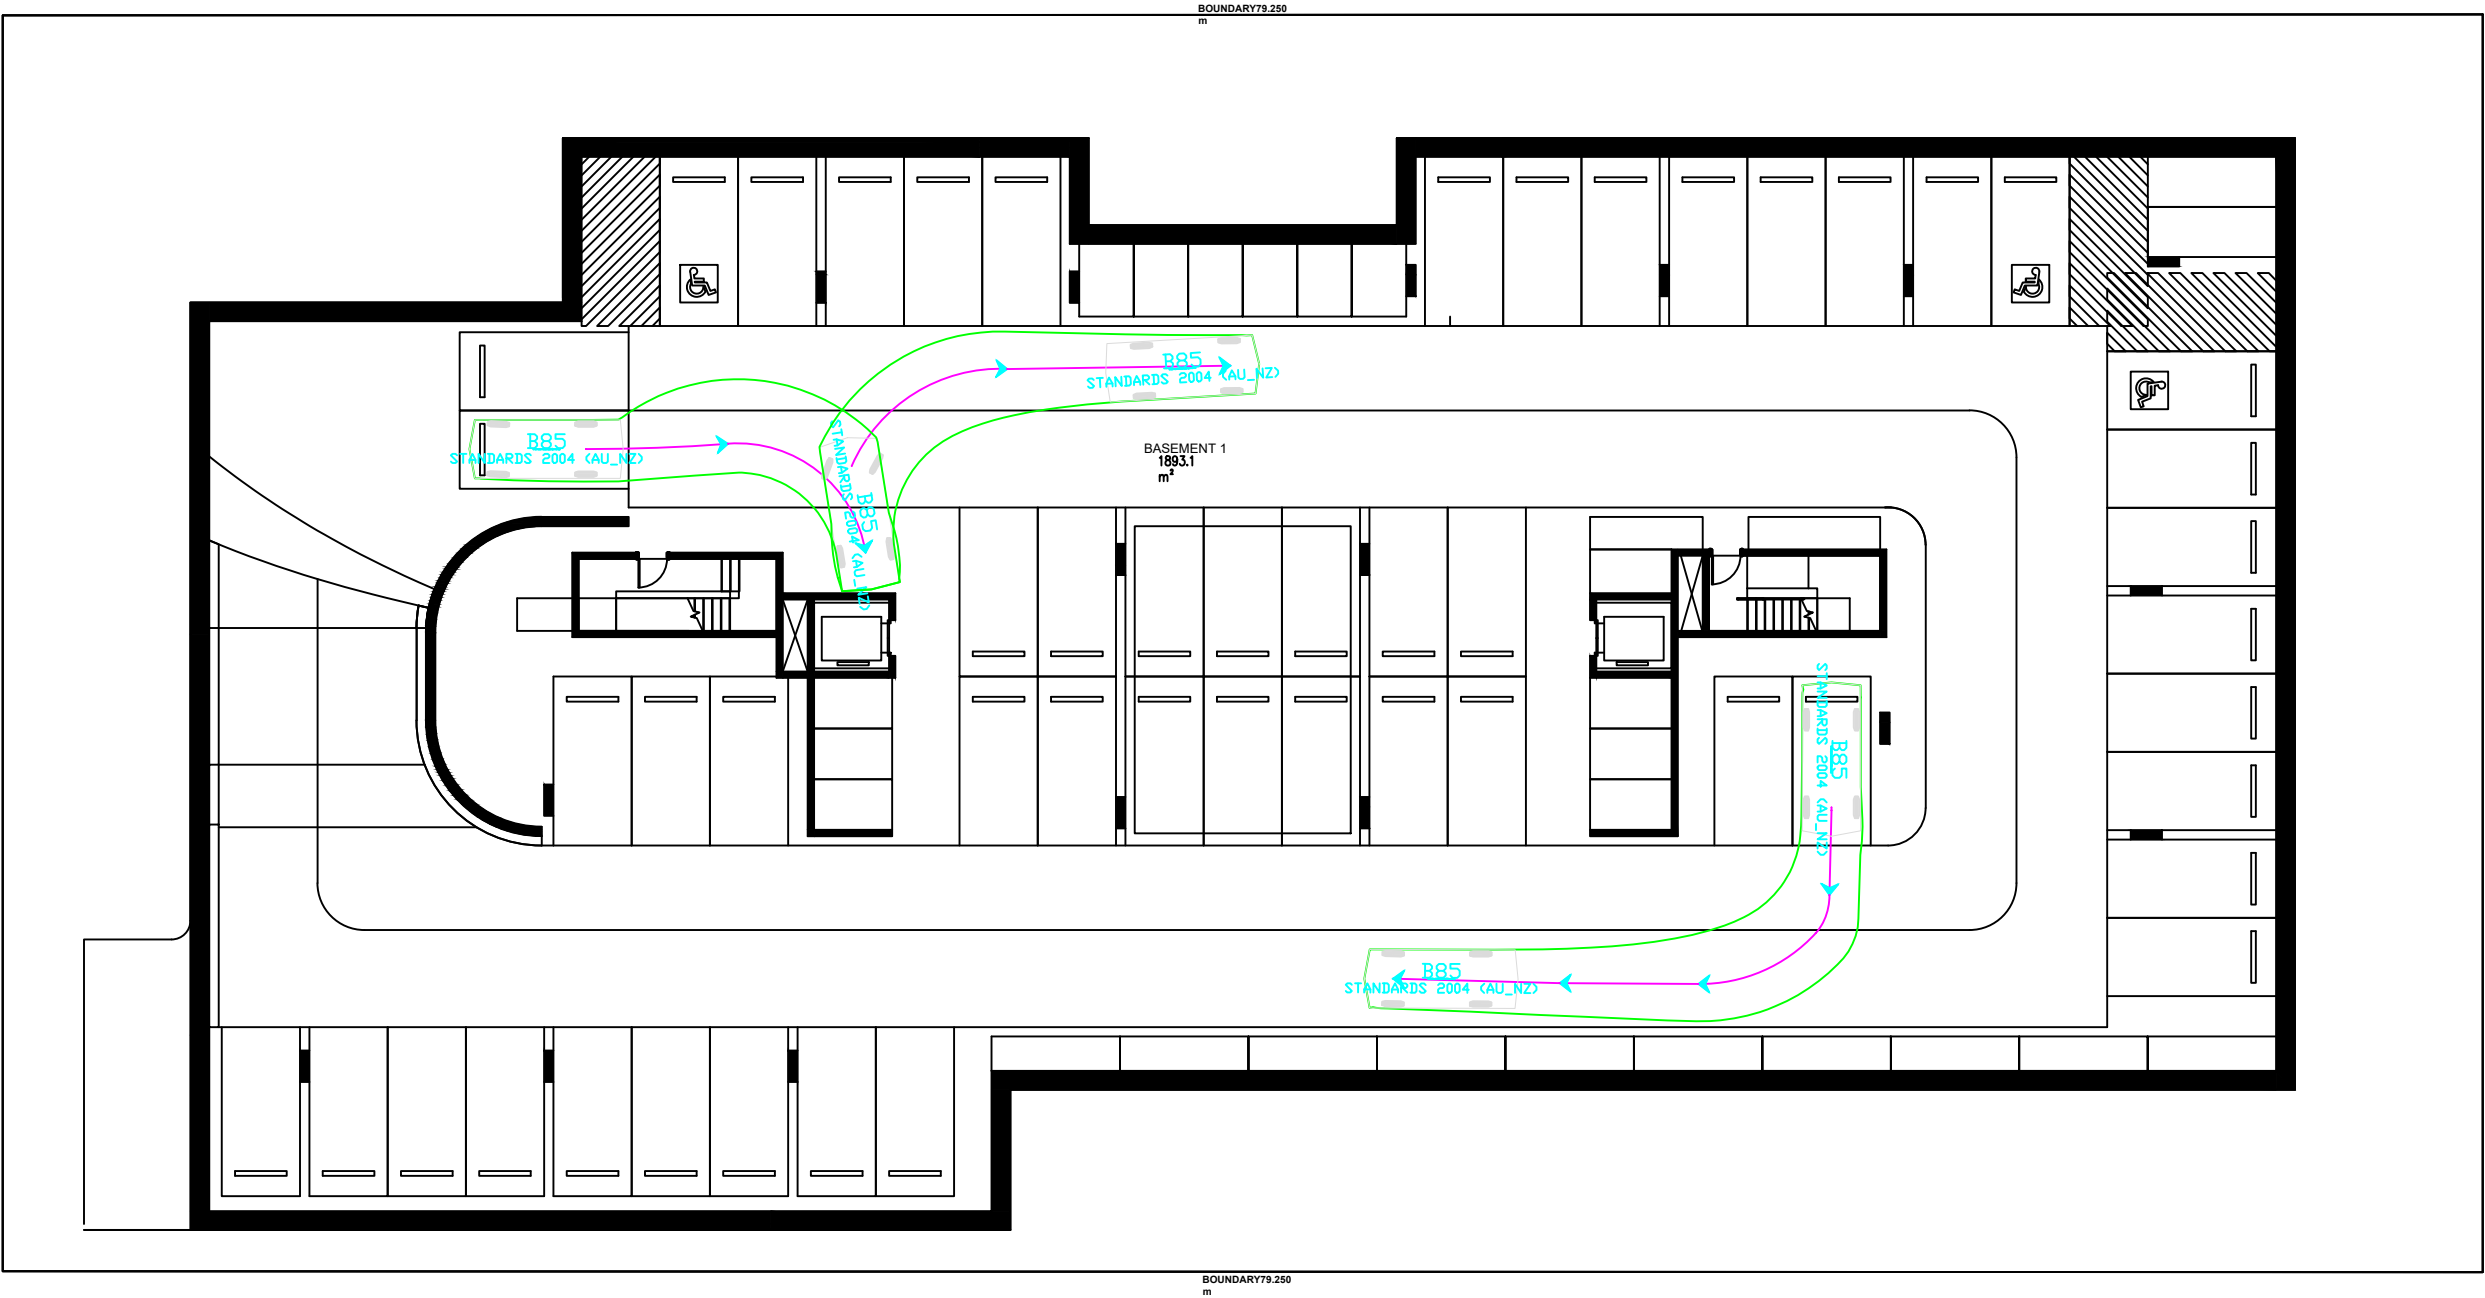 BOUNDARY79.250
m
B85
STANDARDS 2004 (AU_NZ)
B85
STANDARDS 2004 (AU_NZ)
B85
STANDARDS 2004 (AU_NZ)
BASEMENT 1
1893.1
m²
B85
STANDARDS 2004 (AU_NZ)
B85
STANDARDS 2004 (AU_NZ)
BOUNDARY79.250
m